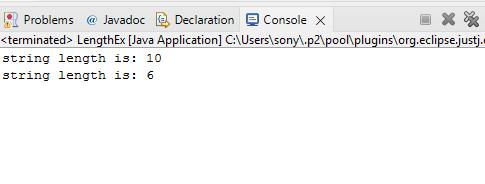 Problems @ Javadoc Declaration Console
<terminated> LengthEx [Java Application] C:\Users\sony\.p2\pool\plugins\org.eclipse.justj.
string length is: 10
string length is: 6